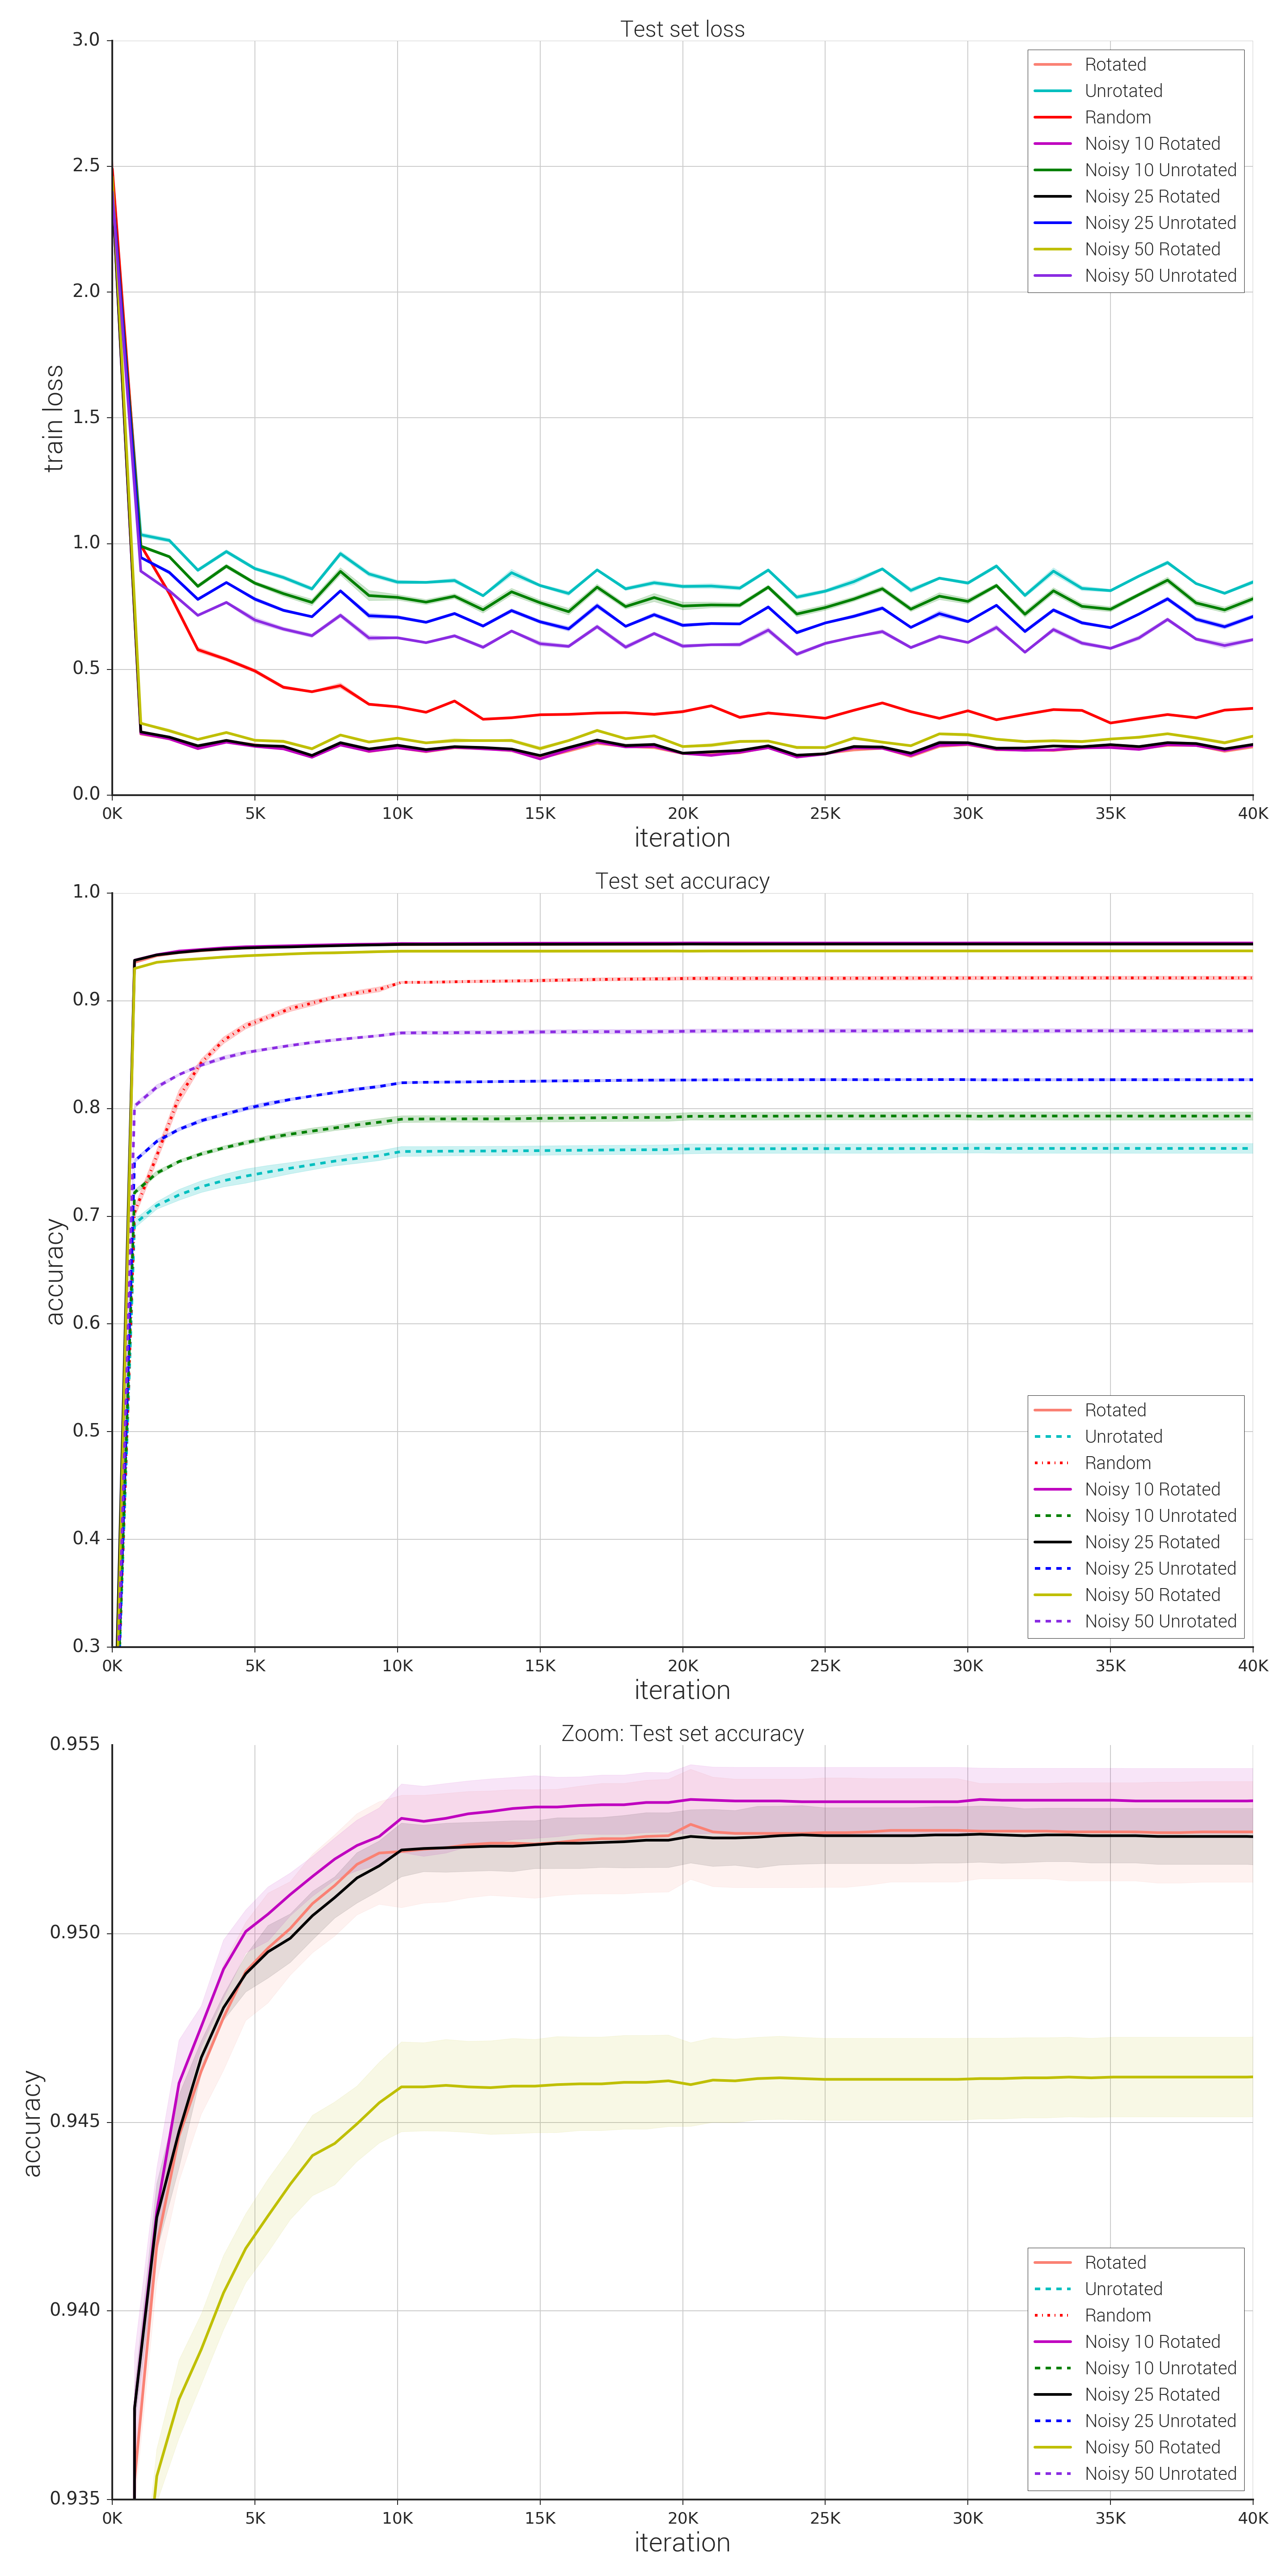 Test set loss
3.0
2.5
2.0
1.5
1.0
0.5
0.0
train loss
Rotated
Unrotated
Random
Noisy 10 Rotated
Noisy 10 Unrotated
Noisy 25 Rotated
Noisy 25 Unrotated
Noisy 50 Rotated
Noisy 50 Unrotated
0K 5K 10K 15K 20K 25K 30K 35K 40K
iteration
Test set accuracy
1.0
0.9
0.8
0.7
0.6
0.5
0.4
0.3
accuracy
Rotated
Unrotated
Random
Noisy 10 Rotated
Noisy 10 Unrotated
Noisy 25 Rotated
Noisy 25 Unrotated
Noisy 50 Rotated
Noisy 50 Unrotated
0K 5K 10K 15K 20K 25K 30K 35K 40K
iteration
Zoom: Test set accuracy
0.955
0.950
0.945
0.940
0.935
accuracy
Rotated
Unrotated
Random
Noisy 10 Rotated
Noisy 10 Unrotated
Noisy 25 Rotated
Noisy 25 Unrotated
Noisy 50 Rotated
Noisy 50 Unrotated
0K 5K 10K 15K 20K 25K 30K 35K 40K
iteration